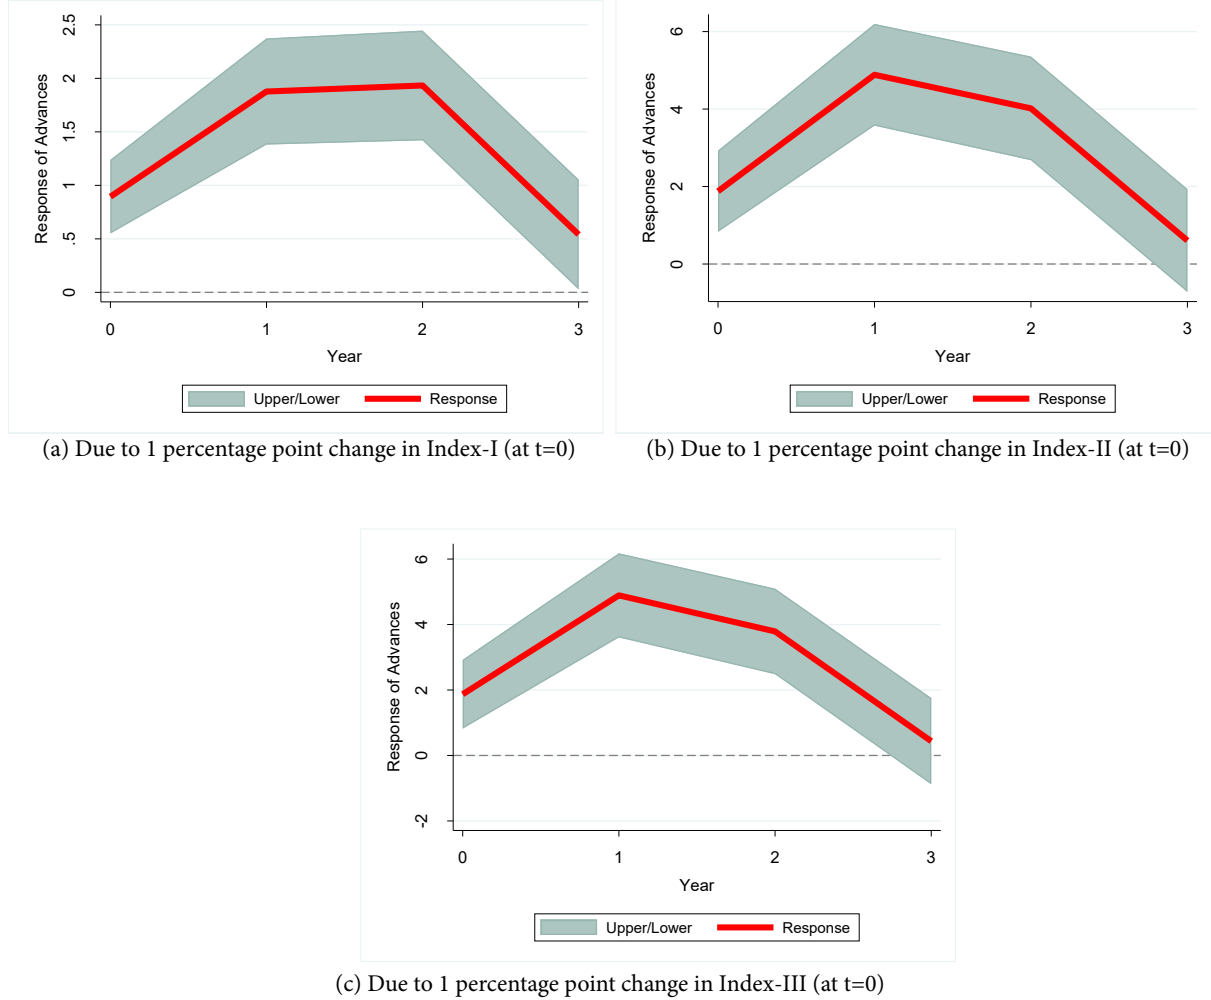 Response of Advances
2.5
2
1.5
1
.5
0
0 1 2 3
Year
Upper/Lower Response
(a) Due to 1 percentage point change in Index-I (at t=0)
Response of Advances
6
4
2
0
0 1 2 3
Year
Upper/Lower Response
(b) Due to 1 percentage point change in Index-II (at t=0)
Response of Advances
6
4
2
0
-2
0 1 2 3
Year
Upper/Lower Response
(c) Due to 1 percentage point change in Index-III (at t=0)